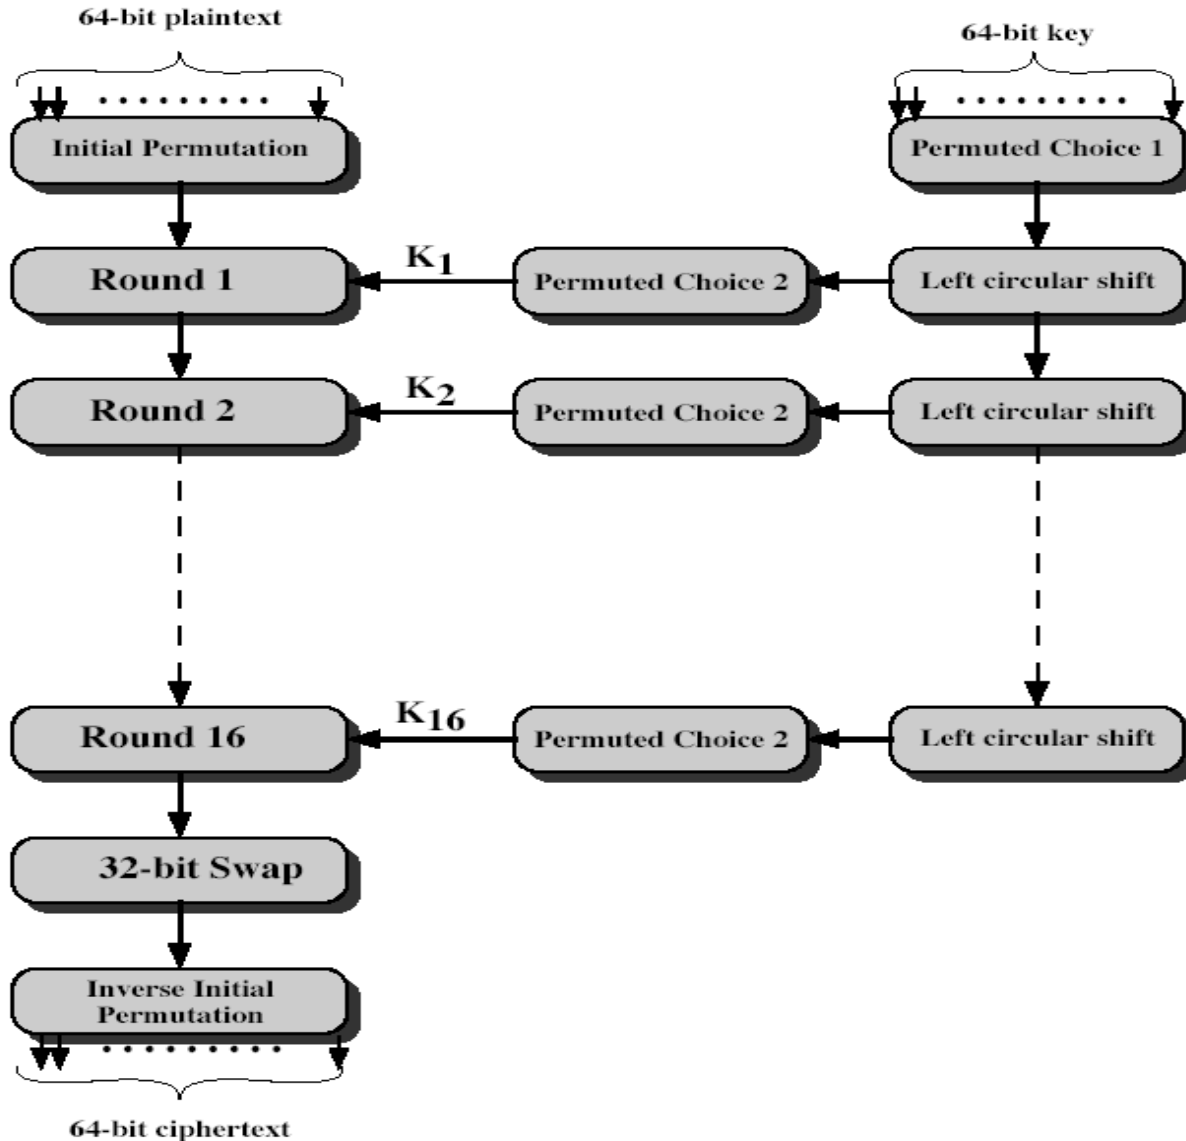 64-bit plaintext
64-bit key
Initial Permutation
Permuted Choice 1
Round 1
K1
Permuted Choice 2
Left circular shift
Round 2
K2
Permuted Choice 2
Left circular shift
Round 16
K16
Permuted Choice 2
Left circular shift
32-bit Swap
Inverse Initial
Permutation
64-bit ciphertext